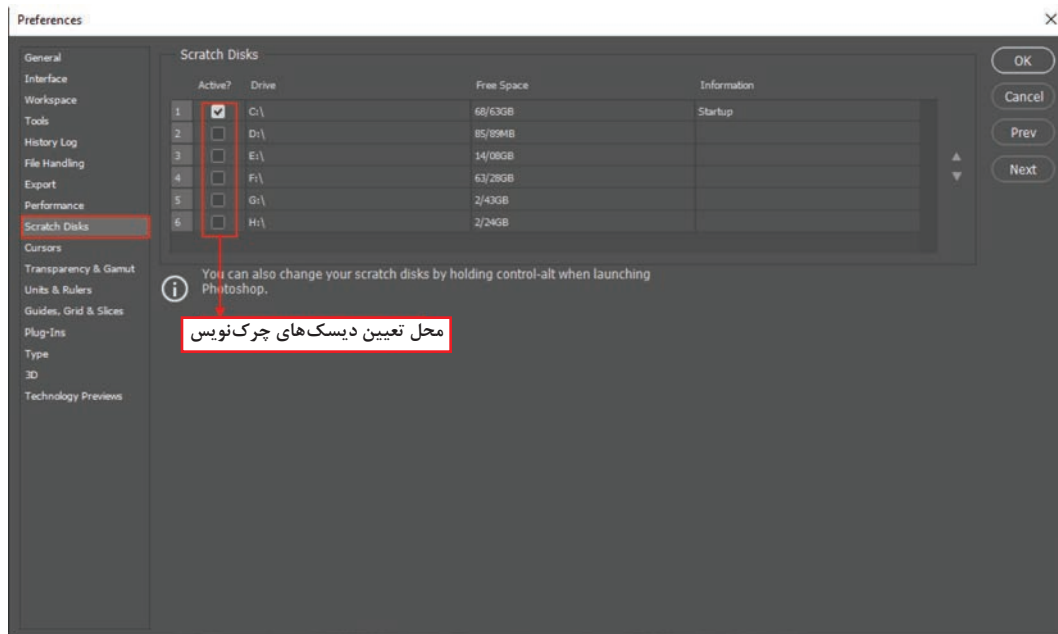 Preferences
General
Interface
Workspace
Tools
History Log
File Handling
Export
Performance
Scratch Disks
Cursors
Transparency & Gamut
Units & Rulers
Guides, Grid & Slices
Plug-Ins
Type
3D
Technology Previews
Scratch Disks
Active? Drive Free Space Information
1 C:\ 68/63GB Startup
2 D:\ 85/89MB
3 E:\ 14/08GB
4 F:\ 63/28GB
5 G:\ 2/43GB
6 H:\ 2/24GB
You can also change your scratch disks by holding control-alt when launching
Photoshop.
محل تعیین دیسک‌های چرک‌نویس
OK
Cancel
Prev
Next